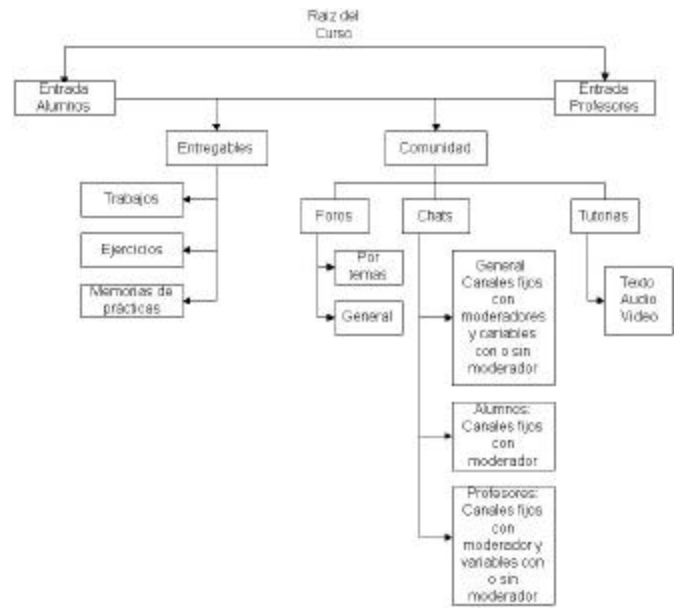 Raiz del
Curso
Entrada
Alumnos
Entrada
Profesores
Entregables
Comunidad
Trabajos
Foros
Chats
Tutorias
Ejercicios
Por
temas
General
Canales fijos
con
moderadores
y cariables
con o sin
moderador
Texto
Audio
Video
Memorias de
prácticas
General
Alumnos:
Canales fijos
con
moderador
Profesores:
Canales fijos
con
moderador y
variables con
o sin
moderador